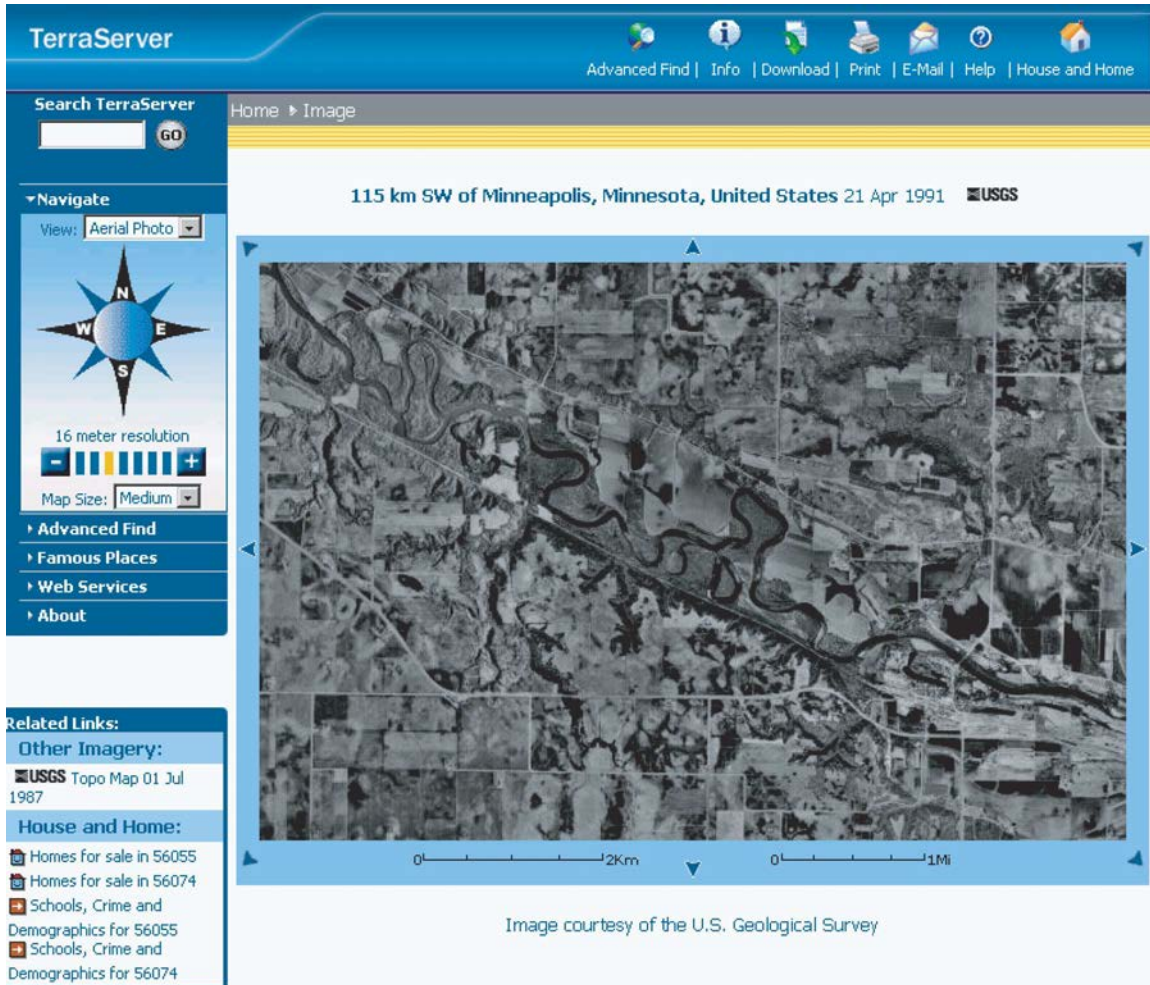 TerraServer
Advanced Find | Info | Download | Print | E-Mail | Help | House and Home
Search TerraServer
GO
Home Image
Navigate
View: Aerial Photo
N
W E
S
16 meter resolution
- +
Map Size: Medium
Advanced Find
Famous Places
Web Services
About
Related Links:
Other Imagery:
USGS Topo Map 01 Jul
1987
House and Home:
Homes for sale in 56055
Homes for sale in 56074
Schools, Crime and
Demographics for 56055
Schools, Crime and
Demographics for 56074
115 km SW of Minneapolis, Minnesota, United States 21 Apr 1991 USGS
0 2Km 0 1Mi
Image courtesy of the U.S. Geological Survey